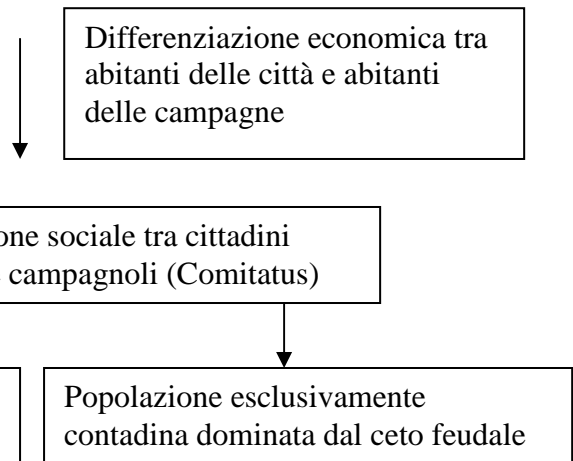 Differenziazione economica tra
abitanti delle città e abitanti
delle campagne
one sociale tra cittadini
campagnoli (Comitatus)
Popolazione esclusivamente
contadina dominata dal ceto feudale